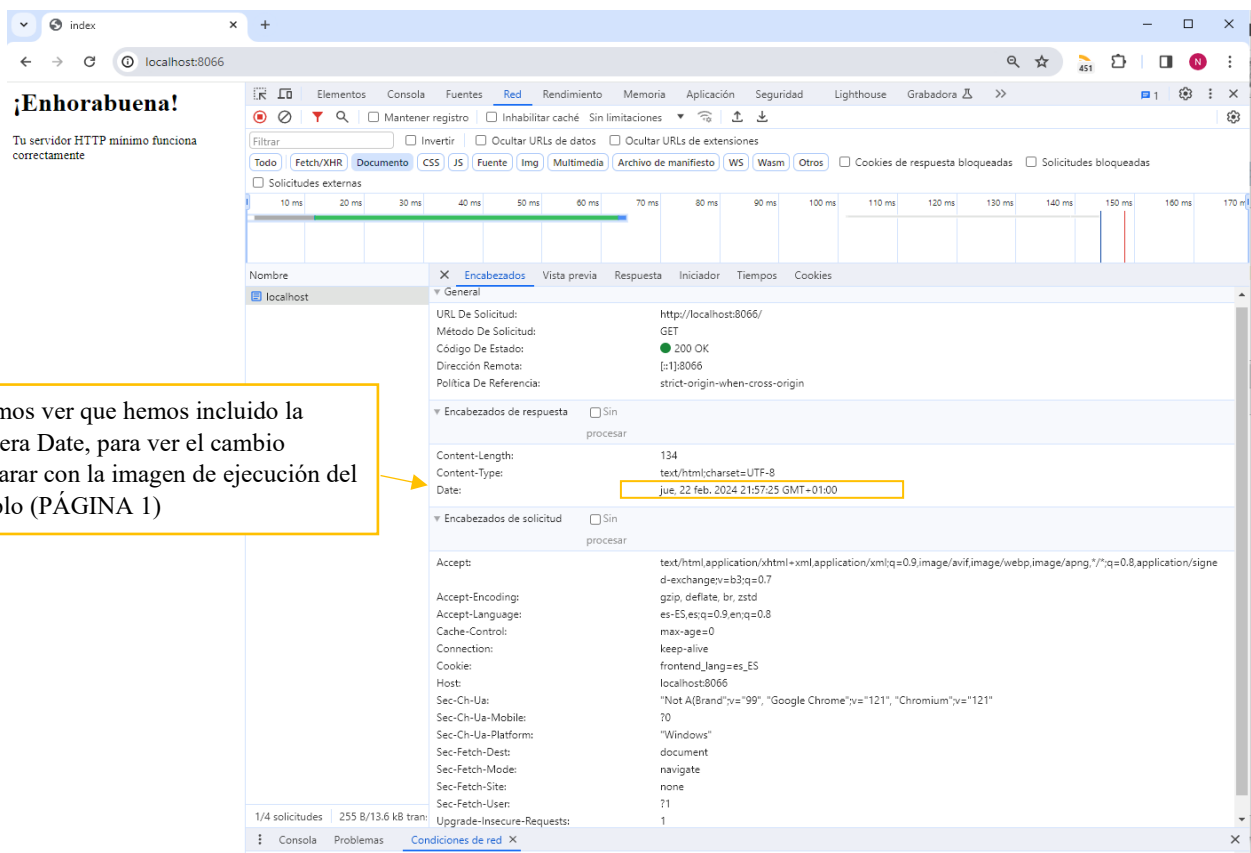 index
localhost:8066
451
N
¡Enhorabuena!
Tu servidor HTTP mínimo funciona
correctamente
Elementos Consola Fuentes Red Rendimiento Memoria Aplicación Seguridad Lighthouse Grabadora 1
Mantener registro Inhabilitar caché Sin limitaciones
Filtrar Invertir Ocultar URLs de datos Ocultar URLs de extensiones
Todo Fetch/XHR Documento CSS JS Fuente Img Multimedia Archivo de manifiesto WS Wasm Otros Cookies de respuesta bloqueadas Solicitudes bloqueadas
Solicitudes externas
10 ms 20 ms 30 ms 40 ms 50 ms 60 ms 70 ms 80 ms 90 ms 100 ms 110 ms 120 ms 130 ms 140 ms 150 ms 160 ms 170 m
Nombre
localhost
Encabezados Vista previa Respuesta Iniciador Tiempos Cookies
General
URL De Solicitud: http://localhost:8066/
Método De Solicitud: GET
Código De Estado: 200 OK
Dirección Remota: [::1]:8066
Política De Referencia: strict-origin-when-cross-origin
Encabezados de respuesta Sin
procesar
Content-Length: 134
Content-Type: text/html;charset=UTF-8
Date: jue, 22 feb. 2024 21:57:25 GMT+01:00
mos ver que hemos incluido la
era Date, para ver el cambio
arar con la imagen de ejecución del
olo (PÁGINA 1)
Encabezados de solicitud Sin
procesar
Accept: text/html,application/xhtml+xml,application/xml;q=0.9,image/avif,image/webp,image/apng,*/*;q=0.8,application/signe
d-exchange;v=b3;q=0.7
Accept-Encoding: gzip, deflate, br, zstd
Accept-Language: es-ES,es;q=0.9,en;q=0.8
Cache-Control: max-age=0
Connection: keep-alive
Cookie: frontend_lang=es_ES
Host: localhost:8066
Sec-Ch-Ua: "Not A(Brand";v="99", "Google Chrome";v="121", "Chromium";v="121"
Sec-Ch-Ua-Mobile: ?0
Sec-Ch-Ua-Platform: "Windows"
Sec-Fetch-Dest: document
Sec-Fetch-Mode: navigate
Sec-Fetch-Site: none
Sec-Fetch-User: ?1
Upgrade-Insecure-Requests: 1
1/4 solicitudes 255 B/13.6 kB tran
Consola Problemas Condiciones de red